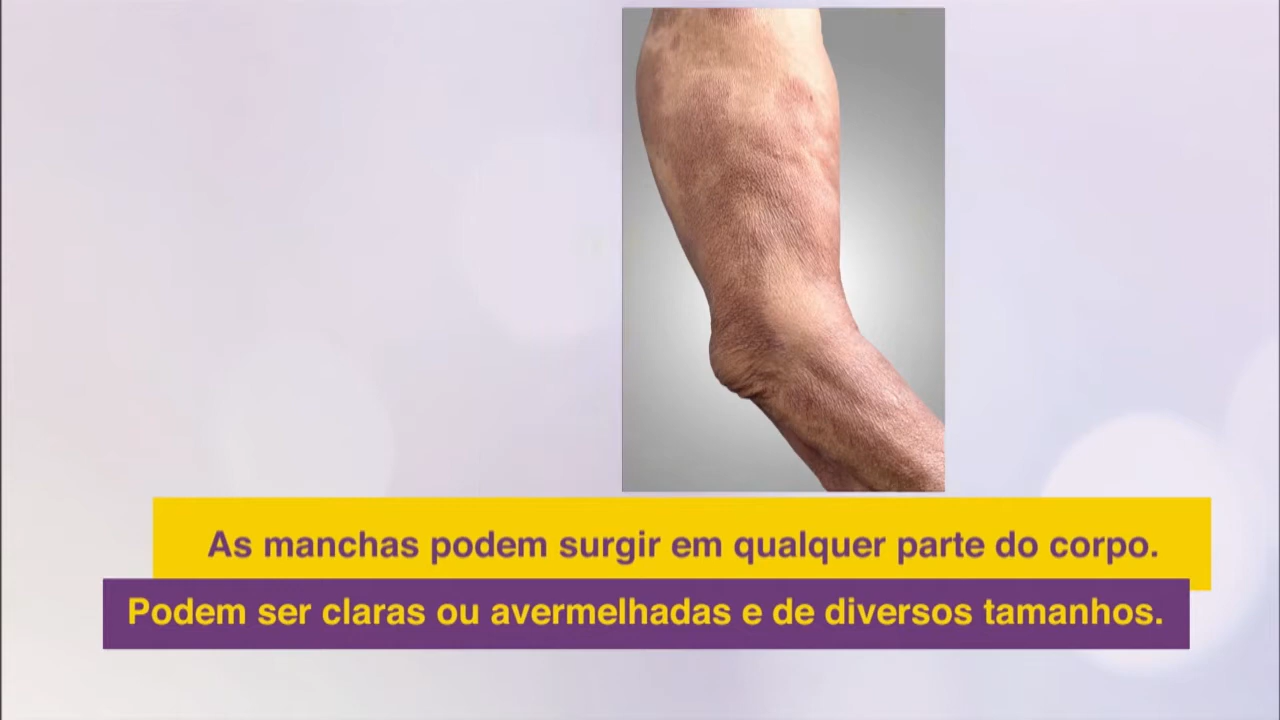 As manchas podem surgir em qualquer parte do corpo.
Podem ser claras ou avermelhadas e de diversos tamanhos.